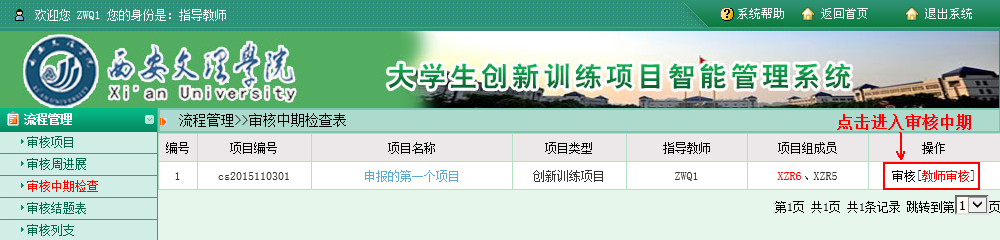 欢迎您 ZWQ1 您的身份是：指导教师
系统帮助 返回首页 退出系统
西安文理学院
Xi'an University
大学生创新训练项目智能管理系统
流程管理
流程管理>>审核中期检查表
点击进入审核中期
审核项目
审核周进展
审核中期检查
审核结题表
审核列支
编号 项目编号 项目名称 项目类型 指导教师 项目组成员 操作
1 cs2015110301 申报的第一个项目 创新训练项目 ZWQ1 XZR6、XZR5 审核[教师审核]
第1页 共1页 共1条记录 跳转到第1页